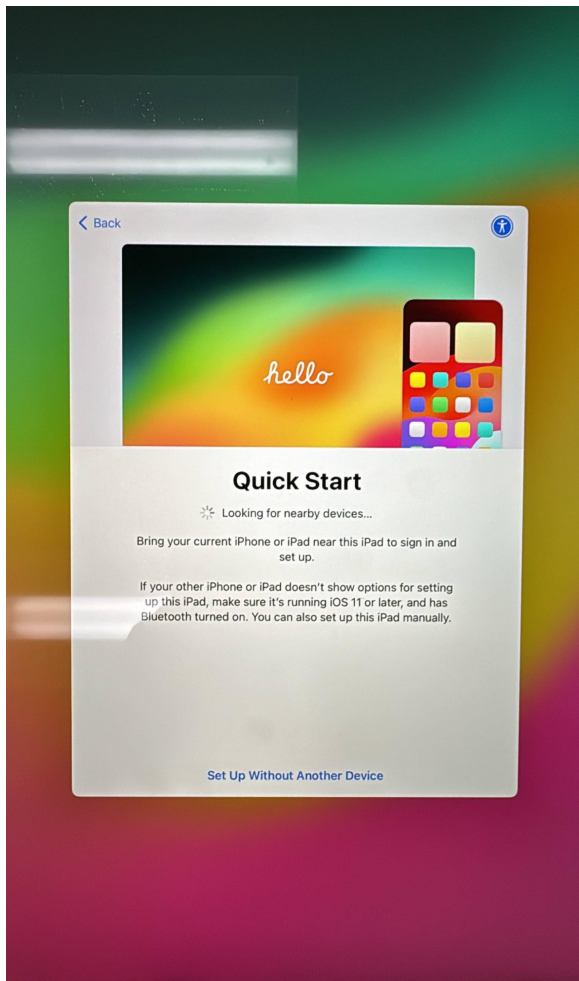 Back
hello
Quick Start
Looking for nearby devices...
Bring your current iPhone or iPad near this iPad to sign in and
set up.
If your other iPhone or iPad doesn't show options for setting
up this iPad, make sure it's running iOS 11 or later, and has
Bluetooth turned on. You can also set up this iPad manually.
Set Up Without Another Device